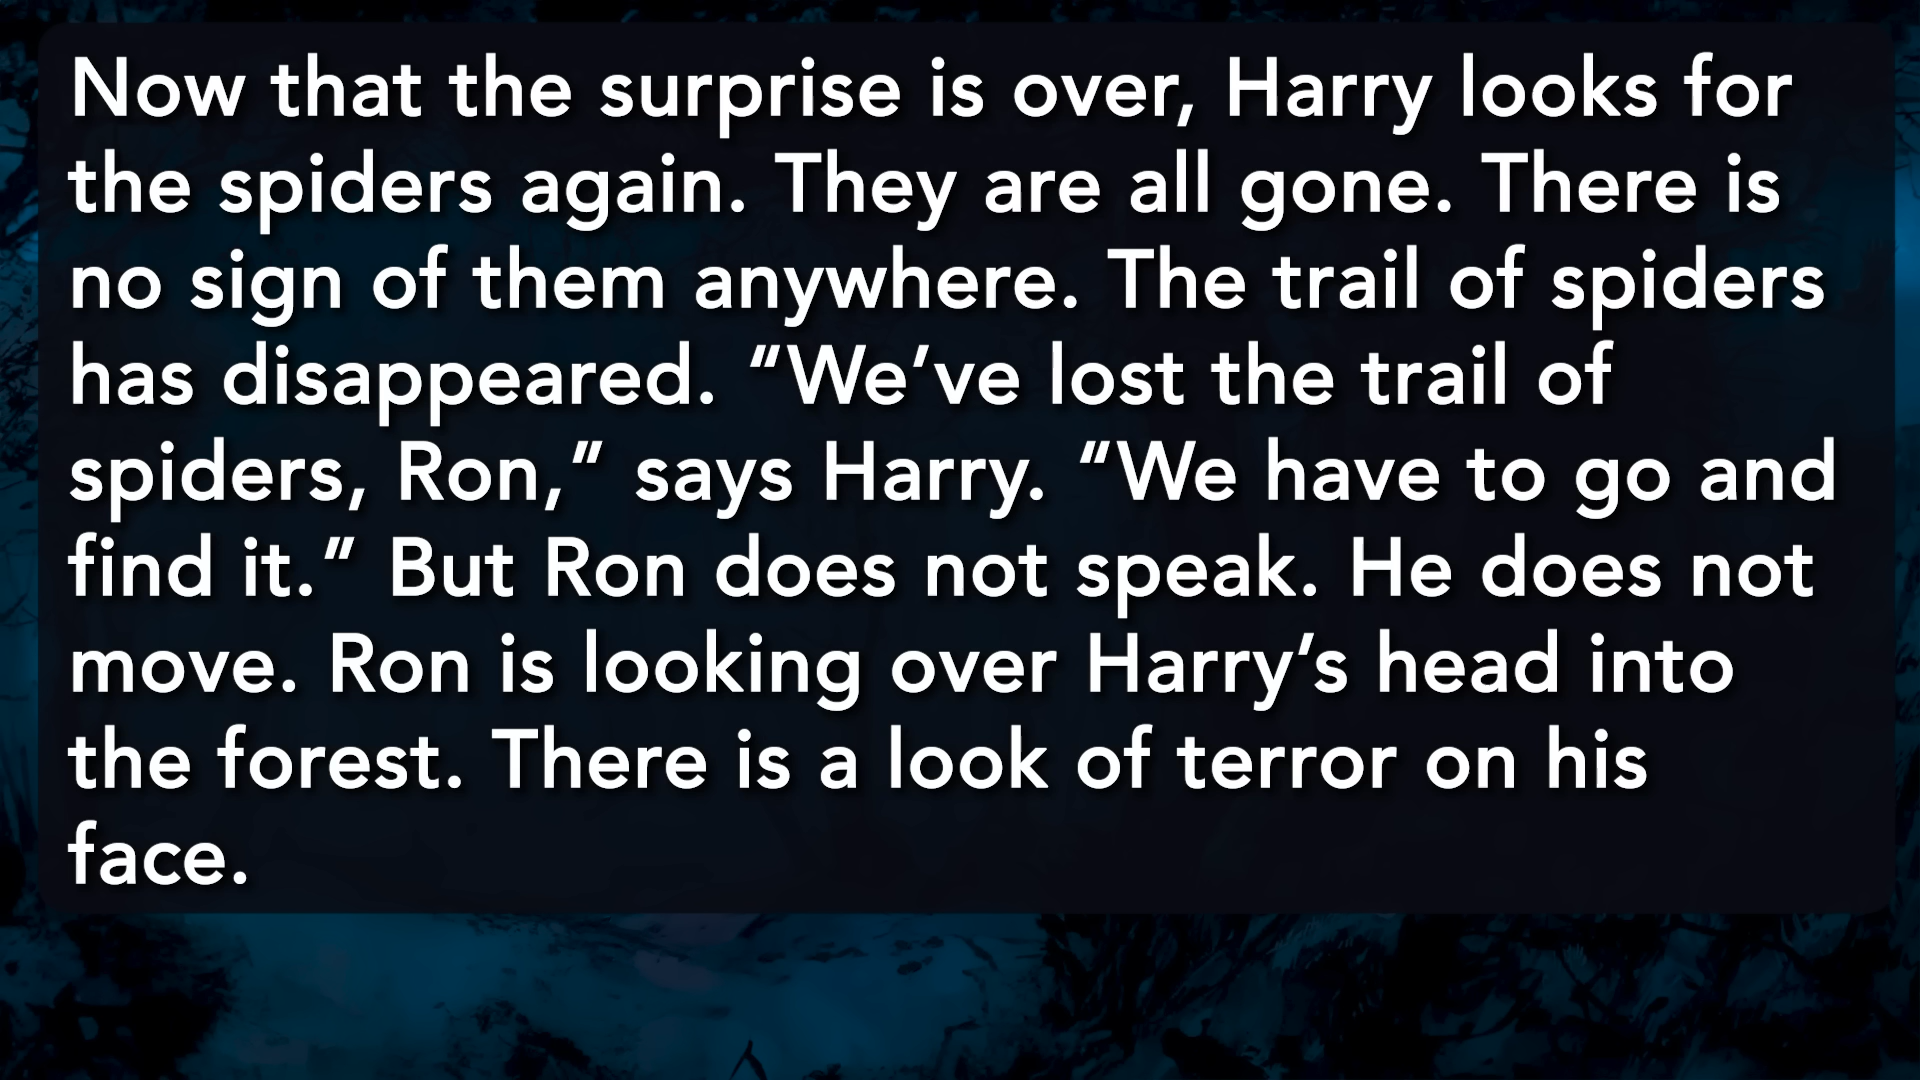 Now that the surprise is over, Harry looks for
the spiders again. They are all gone. There is
no sign of them anywhere. The trail of spiders
has disappeared. “We’ve lost the trail of
spiders, Ron,” says Harry. “We have to go and
find it.” But Ron does not speak. He does not
move. Ron is looking over Harry’s head into
the forest. There is a look of terror on his
face.